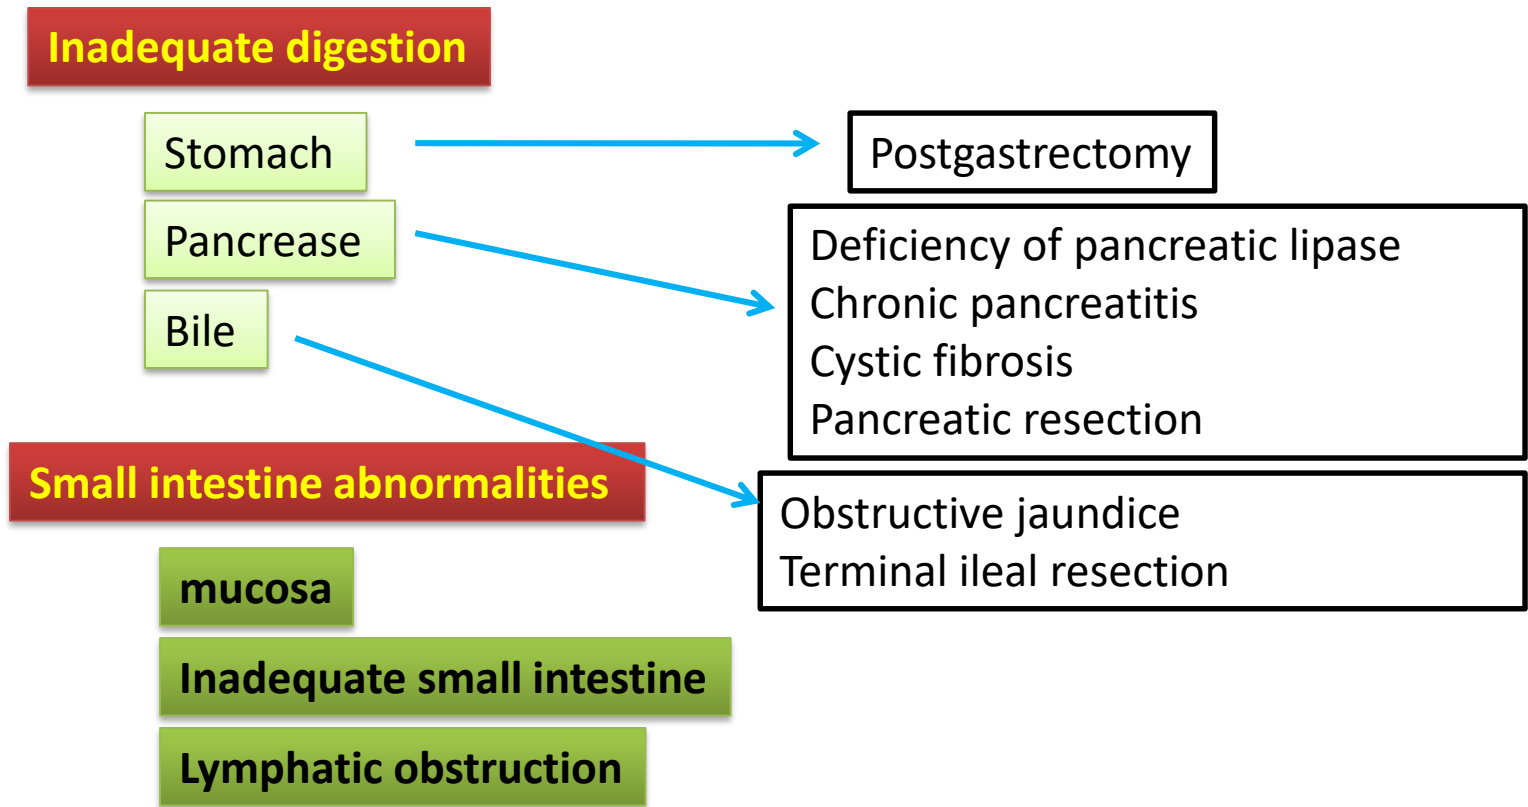 Inadequate digestion
Stomach
Postgastrectomy
Pancrease
Deficiency of pancreatic lipase
Chronic pancreatitis
Cystic fibrosis
Pancreatic resection
Bile
Obstructive jaundice
Terminal ileal resection
Small intestine abnormalities
mucosa
Inadequate small intestine
Lymphatic obstruction